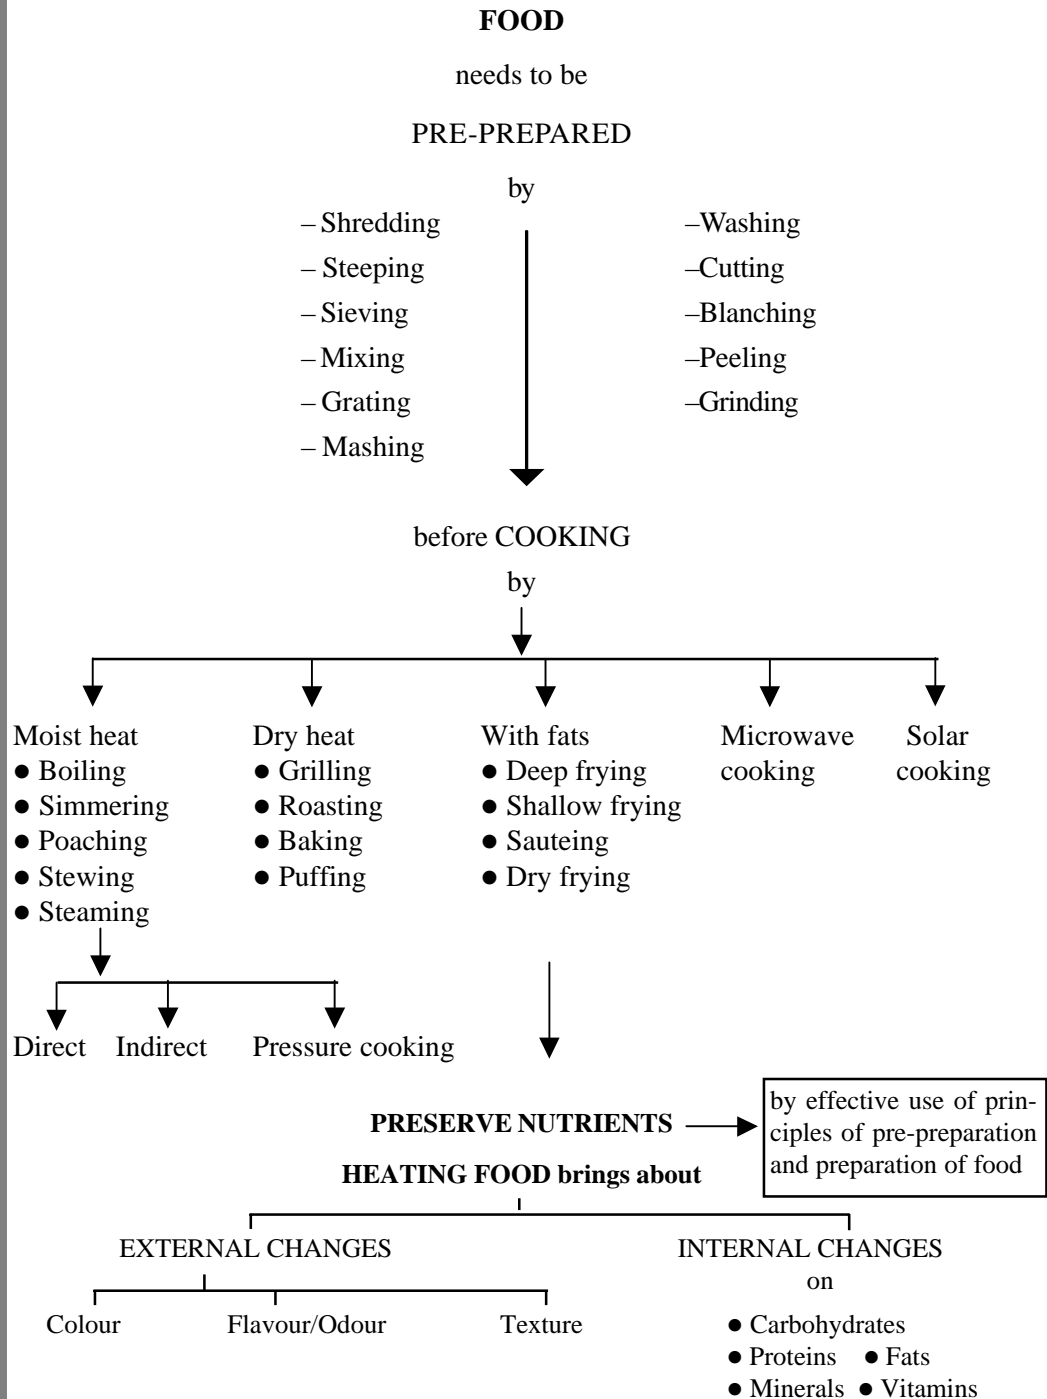 FOOD
needs to be
PRE-PREPARED
by
– Shredding
– Steeping
– Sieving
– Mixing
– Grating
– Mashing
–Washing
–Cutting
–Blanching
–Peeling
–Grinding
before COOKING
by
Moist heat
● Boiling
● Simmering
● Poaching
● Stewing
● Steaming
Direct
Indirect
Pressure cooking
Dry heat
● Grilling
● Roasting
● Baking
● Puffing
With fats
● Deep frying
● Shallow frying
● Sauteing
● Dry frying
Microwave
cooking
Solar
cooking
PRESERVE NUTRIENTS
by effective use of prin-
ciples of pre-preparation
and preparation of food
HEATING FOOD brings about
EXTERNAL CHANGES
Colour
Flavour/Odour
Texture
INTERNAL CHANGES
on
● Carbohydrates
● Proteins ● Fats
● Minerals ● Vitamins